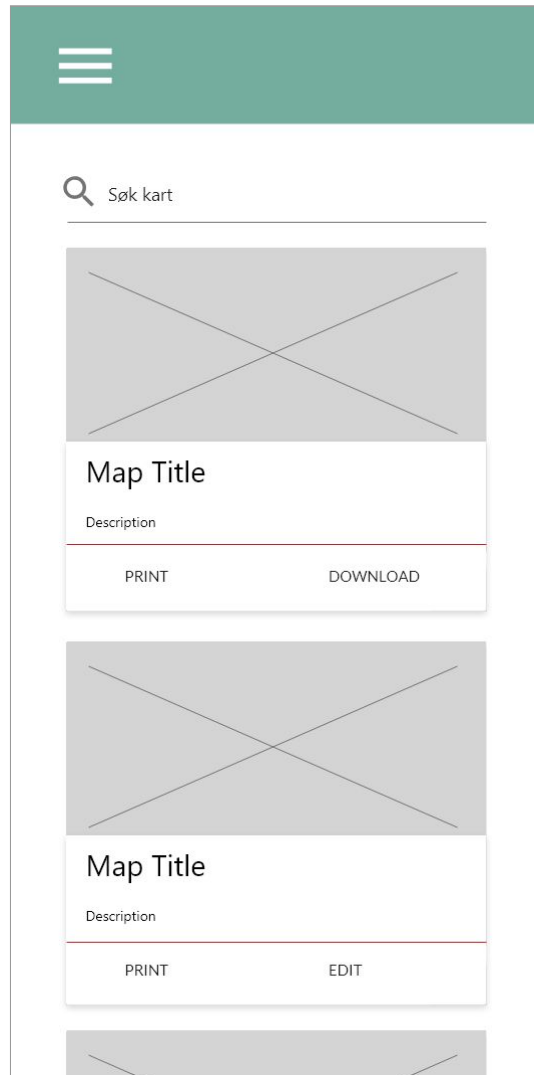 Søk kart
Map Title
Description
PRINT DOWNLOAD
Map Title
Description
PRINT EDIT